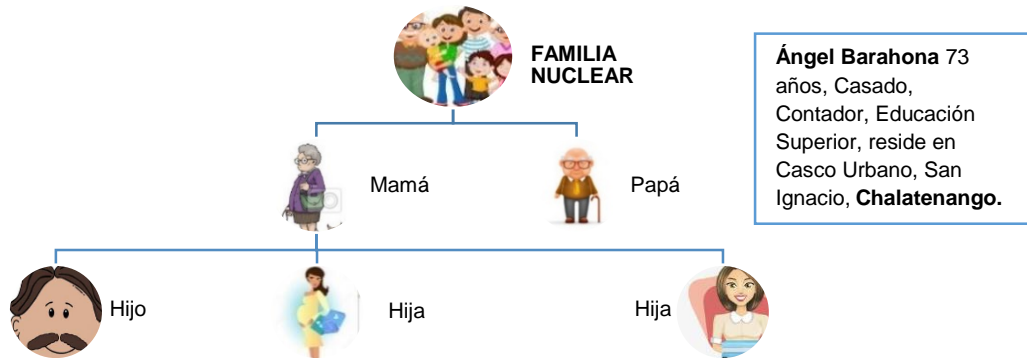 FAMILIA
NUCLEAR
Ángel Barahona 73
años, Casado,
Contador, Educación
Superior, reside en
Casco Urbano, San
Ignacio, Chalatenango.
Mamá
Papá
Hijo
Hija
Hija